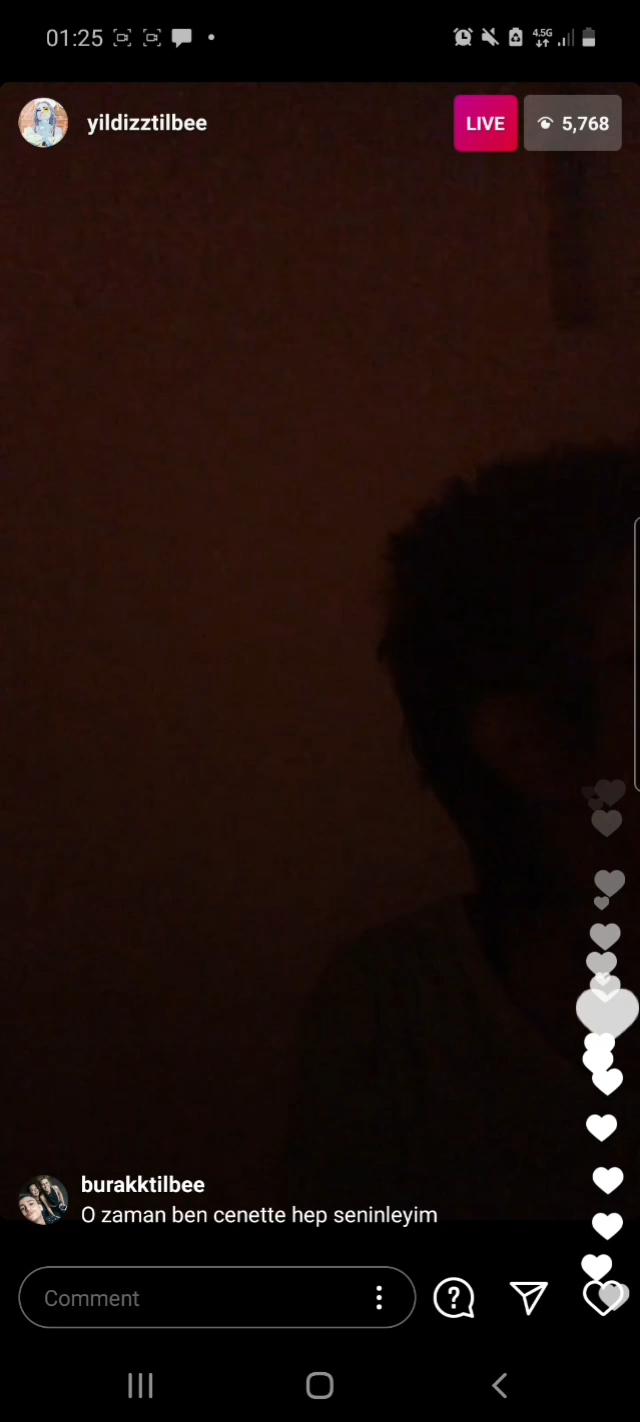 01:25
4.5G
yildizztilbee
LIVE
5,768
burakktilbee
O zaman ben cenette hep seninleyim
Comment